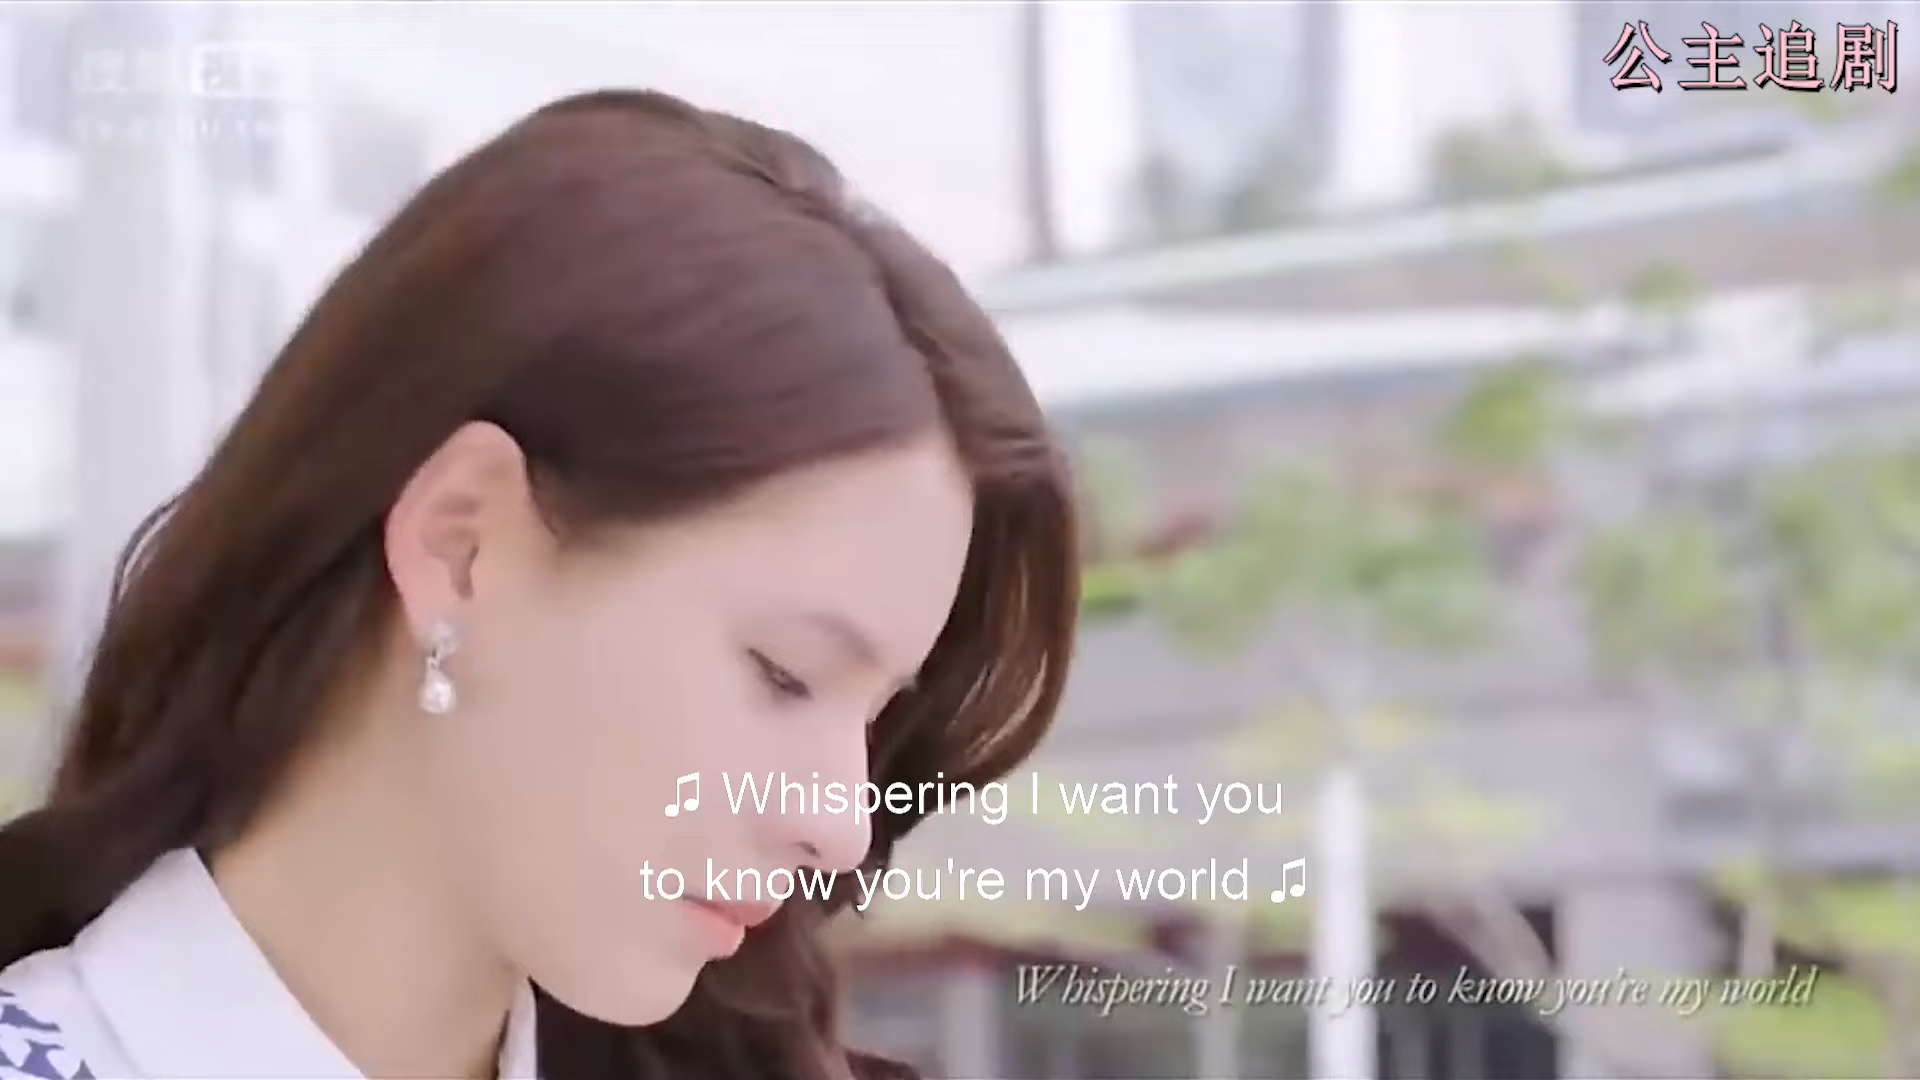 公主追剧
♫ Whispering I want you
to know you're my world ♫
Whispering I want you to know you're my world